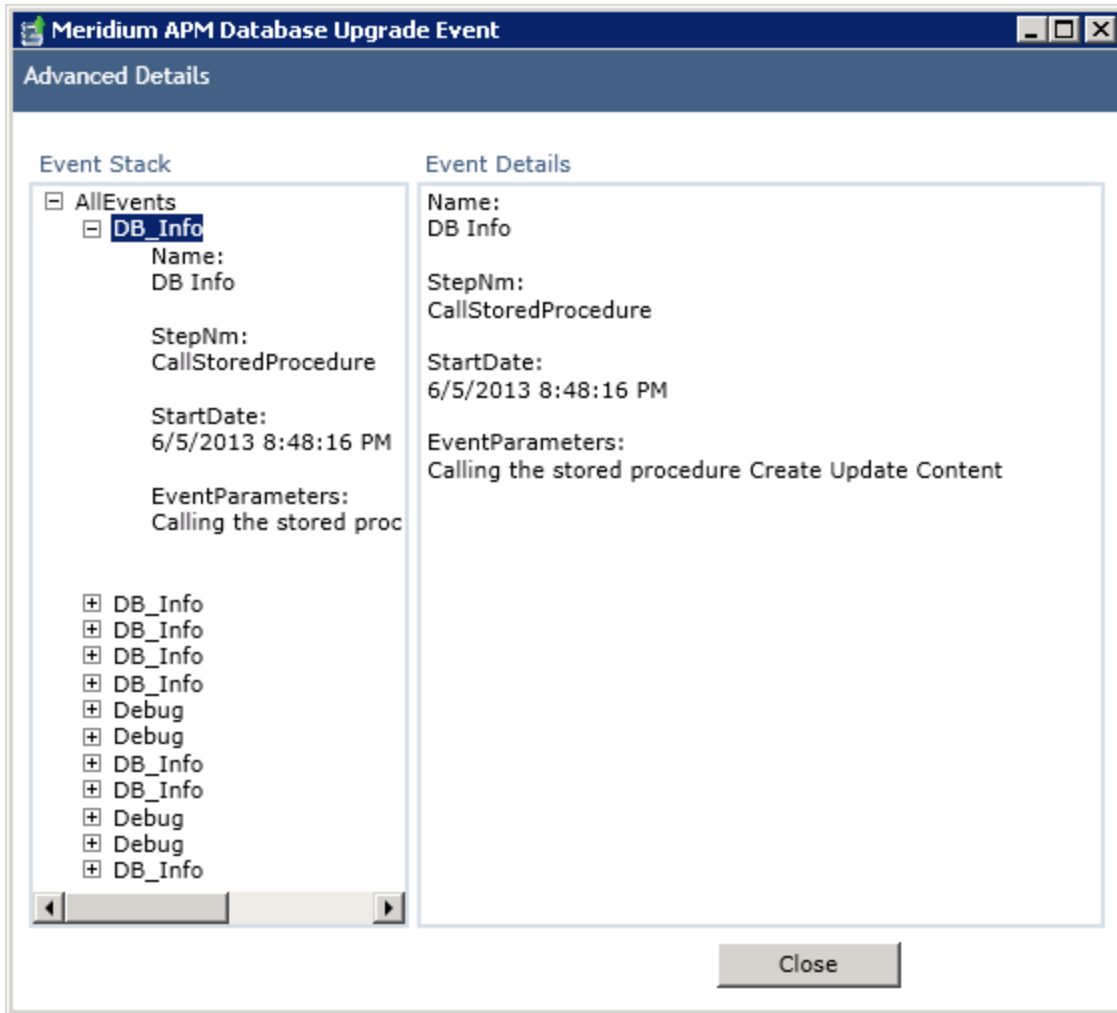 Meridium APM Database Upgrade Event
Advanced Details
Event Stack
AllEvents
DB_Info
Name:
DB Info
StepNm:
CallStoredProcedure
StartDate:
6/5/2013 8:48:16 PM
EventParameters:
Calling the stored proc
DB_Info
DB_Info
DB_Info
DB_Info
Debug
Debug
DB_Info
DB_Info
Debug
Debug
DB_Info
Event Details
Name:
DB Info
StepNm:
CallStoredProcedure
StartDate:
6/5/2013 8:48:16 PM
EventParameters:
Calling the stored procedure Create Update Content
Close